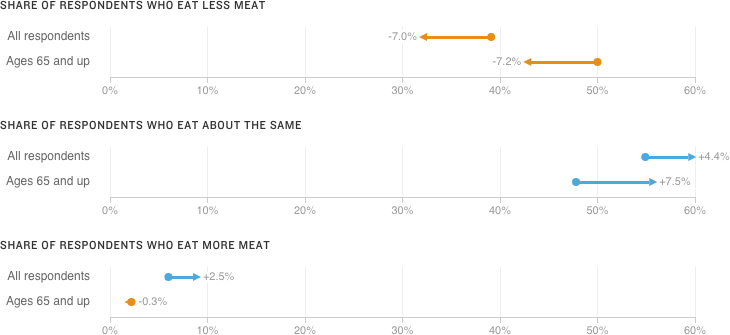 SHARE OF RESPONDENTS WHO EAT LESS MEAT
All respondents -7.0%
Ages 65 and up -7.2%
0% 10% 20% 30% 40% 50% 60%
SHARE OF RESPONDENTS WHO EAT ABOUT THE SAME
All respondents +4.4%
Ages 65 and up +7.5%
0% 10% 20% 30% 40% 50% 60%
SHARE OF RESPONDENTS WHO EAT MORE MEAT
All respondents +2.5%
Ages 65 and up -0.3%
0% 10% 20% 30% 40% 50% 60%